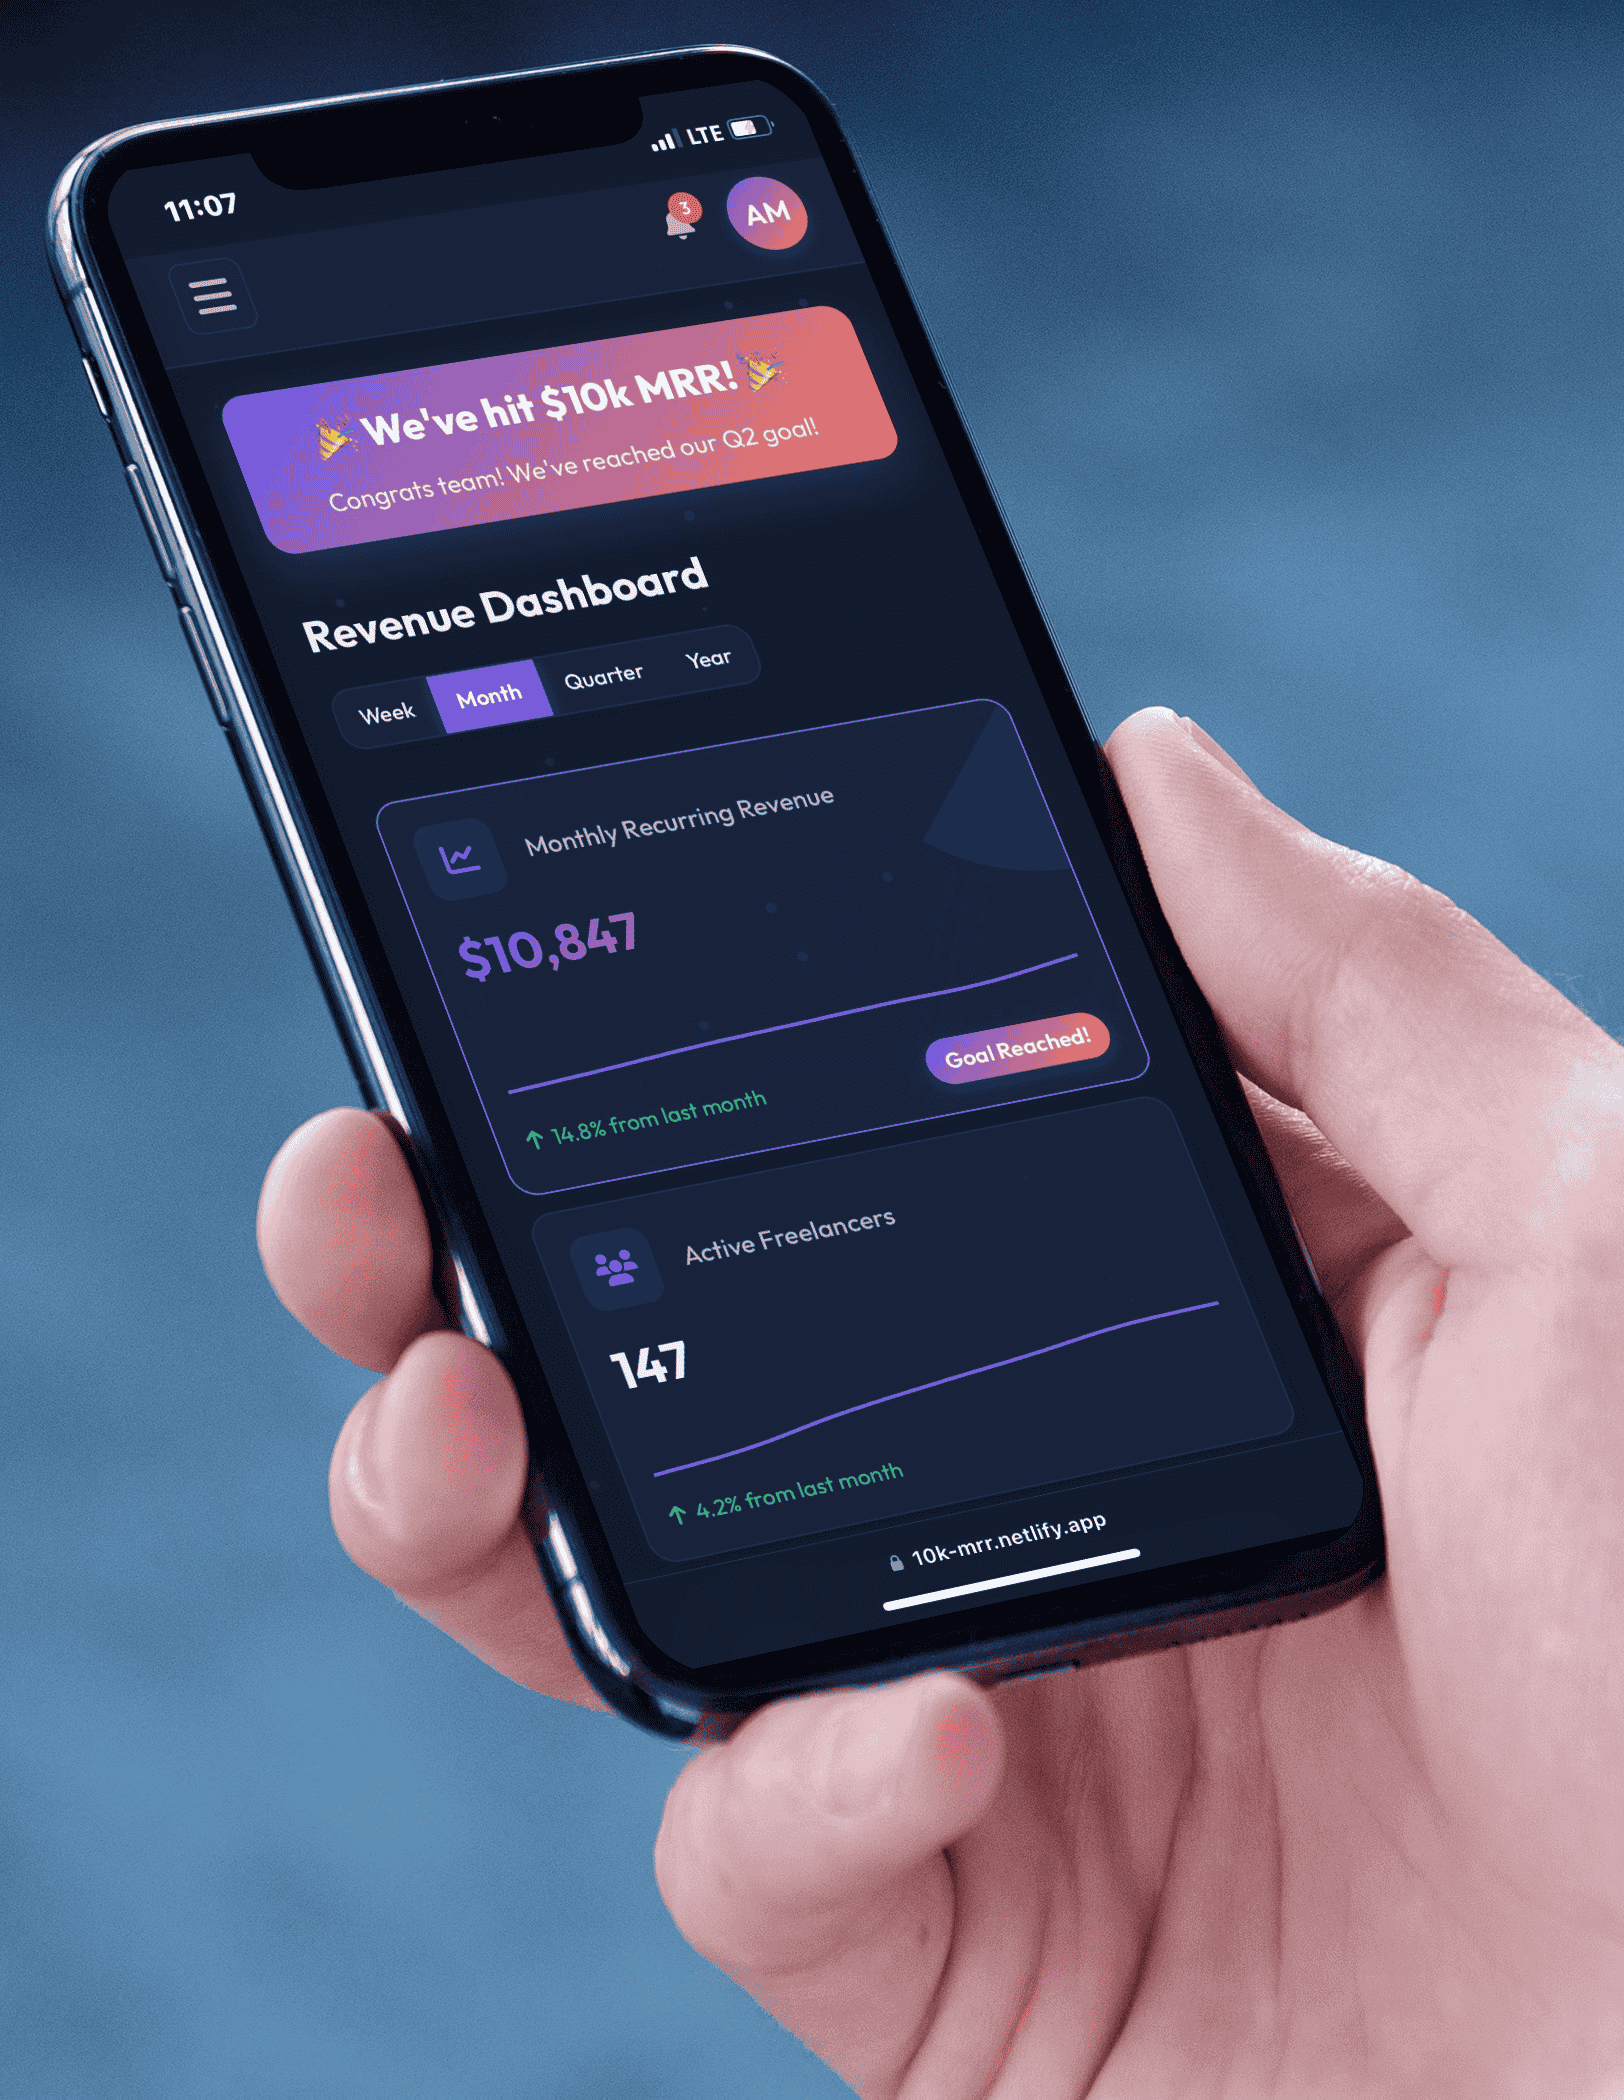 11:07
LTE
3
AM
🎉 We've hit $10k MRR! 🎉
Congrats team! We've reached our Q2 goal!
Revenue Dashboard
Week Month Quarter Year
Monthly Recurring Revenue
$10,847
Goal Reached!
↑ 14.8% from last month
Active Freelancers
147
↑ 4.2% from last month
10k-mrr.netlify.app